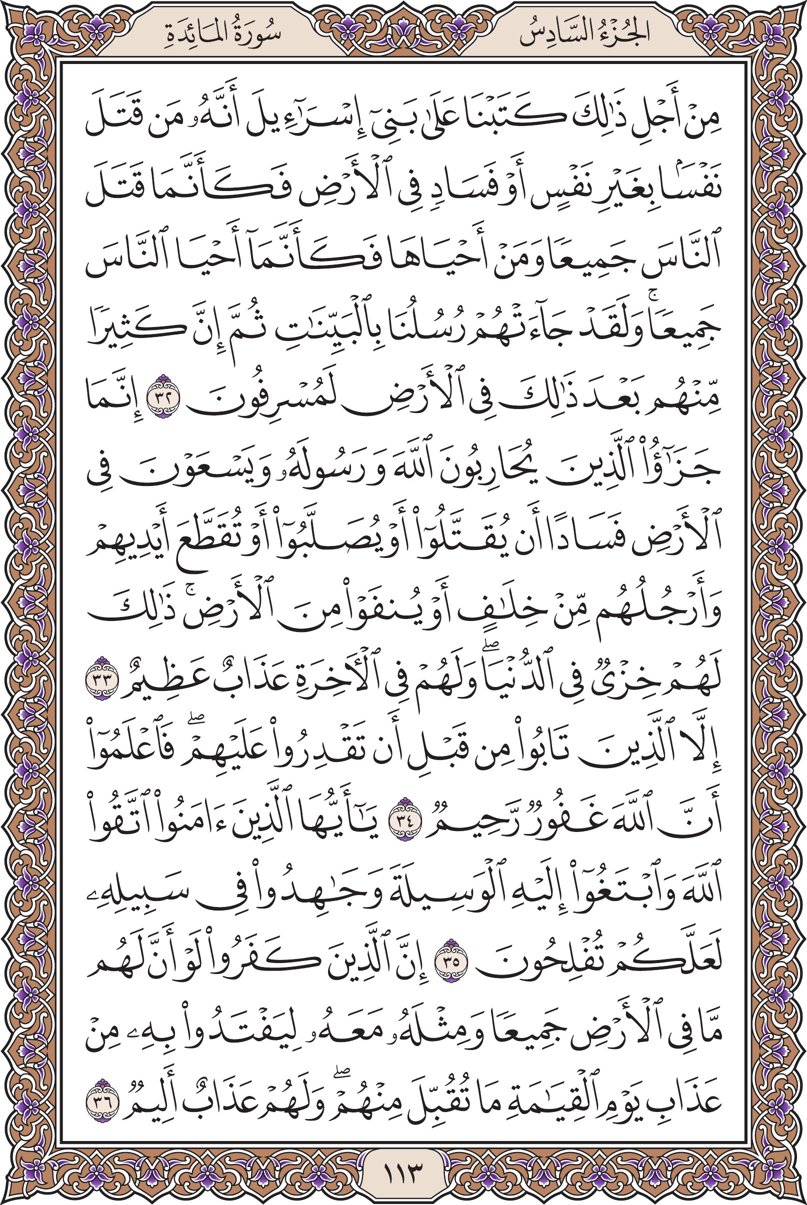 الجُزْءُ السَّادِسُ
سُورَةُ المَائِدَةِ
مِنْ أَجْلِ ذَٰلِكَ كَتَبْنَا عَلَىٰ بَنِىٓ إِسْرَٰٓءِيلَ أَنَّهُۥ مَن قَتَلَ
نَفْسَۢا بِغَيْرِ نَفْسٍ أَوْ فَسَادٍ فِى ٱلْأَرْضِ فَكَأَنَّمَا قَتَلَ
ٱلنَّاسَ جَمِيعًا وَمَنْ أَحْيَاهَا فَكَأَنَّمَآ أَحْيَا ٱلنَّاسَ
جَمِيعًا ۚ وَلَقَدْ جَآءَتْهُمْ رُسُلُنَا بِٱلْبَيِّنَٰتِ ثُمَّ إِنَّ كَثِيرًا
مِّنْهُم بَعْدَ ذَٰلِكَ فِى ٱلْأَرْضِ لَمُسْرِفُونَ ٣٢ إِنَّمَا
جَزَٰٓؤُا۟ ٱلَّذِينَ يُحَارِبُونَ ٱللَّهَ وَرَسُولَهُۥ وَيَسْعَوْنَ فِى
ٱلْأَرْضِ فَسَادًا أَن يُقَتَّلُوٓا۟ أَوْ يُصَلَّبُوٓا۟ أَوْ تُقَطَّعَ أَيْدِيهِمْ
وَأَرْجُلُهُم مِّنْ خِلَٰفٍ أَوْ يُنفَوْا۟ مِنَ ٱلْأَرْضِ ۚ ذَٰلِكَ
لَهُمْ خِزْىٌ فِى ٱلدُّنْيَا ۖ وَلَهُمْ فِى ٱلْءَاخِرَةِ عَذَابٌ عَظِيمٌ ٣٣
إِلَّا ٱلَّذِينَ تَابُوا۟ مِن قَبْلِ أَن تَقْدِرُوا۟ عَلَيْهِمْ ۖ فَٱعْلَمُوٓا۟
أَنَّ ٱللَّهَ غَفُورٌ رَّحِيمٌ ٣٤ يَٰٓأَيُّهَا ٱلَّذِينَ ءَامَنُوا۟ ٱتَّقُوا۟
ٱللَّهَ وَٱبْتَغُوٓا۟ إِلَيْهِ ٱلْوَسِيلَةَ وَجَٰهِدُوا۟ فِى سَبِيلِهِۦ
لَعَلَّكُمْ تُفْلِحُونَ ٣٥ إِنَّ ٱلَّذِينَ كَفَرُوا۟ لَوْ أَنَّ لَهُم
مَّا فِى ٱلْأَرْضِ جَمِيعًا وَمِثْلَهُۥ مَعَهُۥ لِيَفْتَدُوا۟ بِهِۦ مِنْ
عَذَابِ يَوْمِ ٱلْقِيَٰمَةِ مَا تُقُبِّلَ مِنْهُمْ ۖ وَلَهُمْ عَذَابٌ أَلِيمٌ ٣٦
١١٣